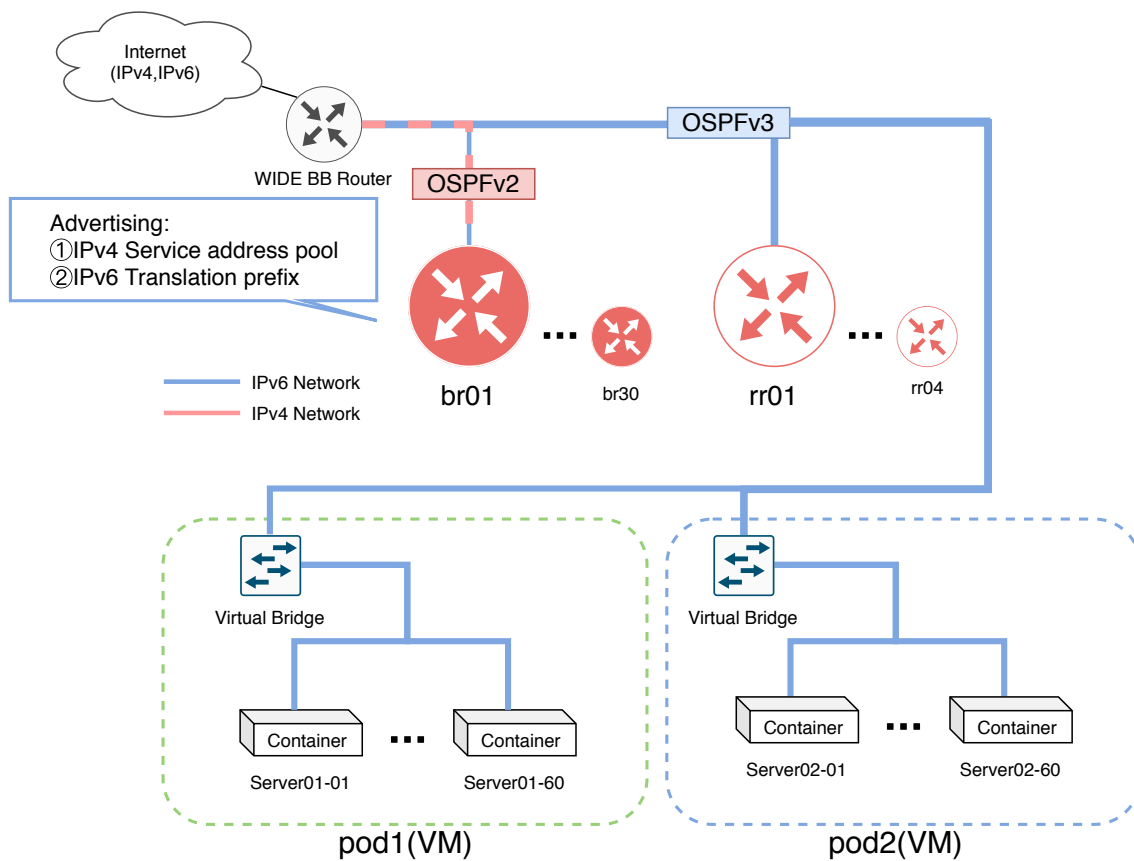 Internet
(IPv4,IPv6)
WIDE BB Router
OSPFv3
OSPFv2
Advertising:
①IPv4 Service address pool
②IPv6 Translation prefix
...
...
br01
br30
rr01
rr04
IPv6 Network
IPv4 Network
Virtual Bridge
Virtual Bridge
Container
...
Container
Container
...
Container
Server01-01
Server01-60
Server02-01
Server02-60
pod1(VM)
pod2(VM)